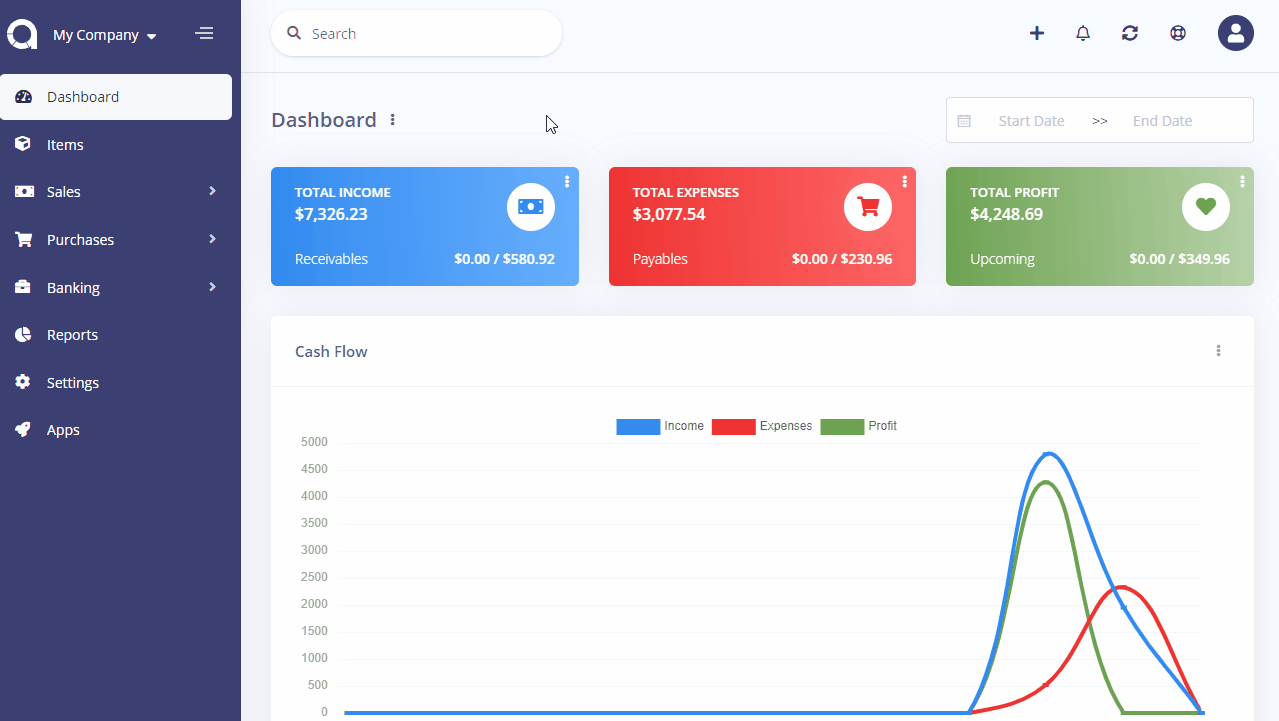 My Company
Search
Dashboard
Items
Sales
Purchases
Banking
Reports
Settings
Apps
Dashboard
Start Date >> End Date
TOTAL INCOME
$7,326.23
Receivables $0.00 / $580.92
TOTAL EXPENSES
$3,077.54
Payables $0.00 / $230.96
TOTAL PROFIT
$4,248.69
Upcoming $0.00 / $349.96
Cash Flow
Income Expenses Profit
5000
4500
4000
3500
3000
2500
2000
1500
1000
500
0